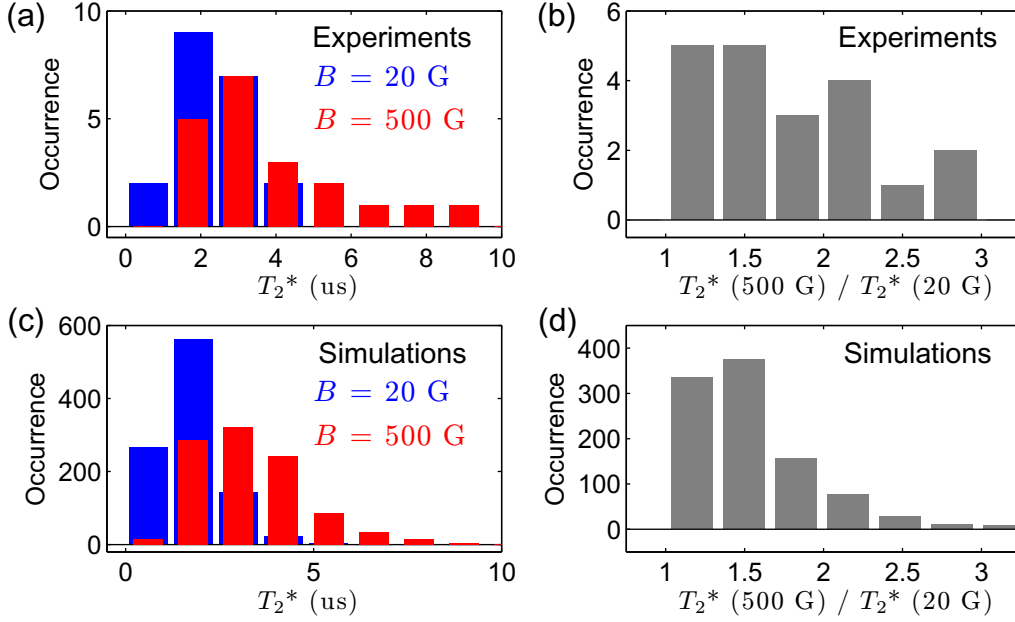 (a)
10
5
0
Occurrence
Experiments
B = 20 G
B = 500 G
0 2 4 6 8 10
T₂* (us)
(b)
6
4
2
0
Occurrence
Experiments
1 1.5 2 2.5 3
T₂* (500 G) / T₂* (20 G)
(c)
600
400
200
0
Occurrence
Simulations
B = 20 G
B = 500 G
0 5 10
T₂* (us)
(d)
400
300
200
100
0
Occurrence
Simulations
1 1.5 2 2.5 3
T₂* (500 G) / T₂* (20 G)